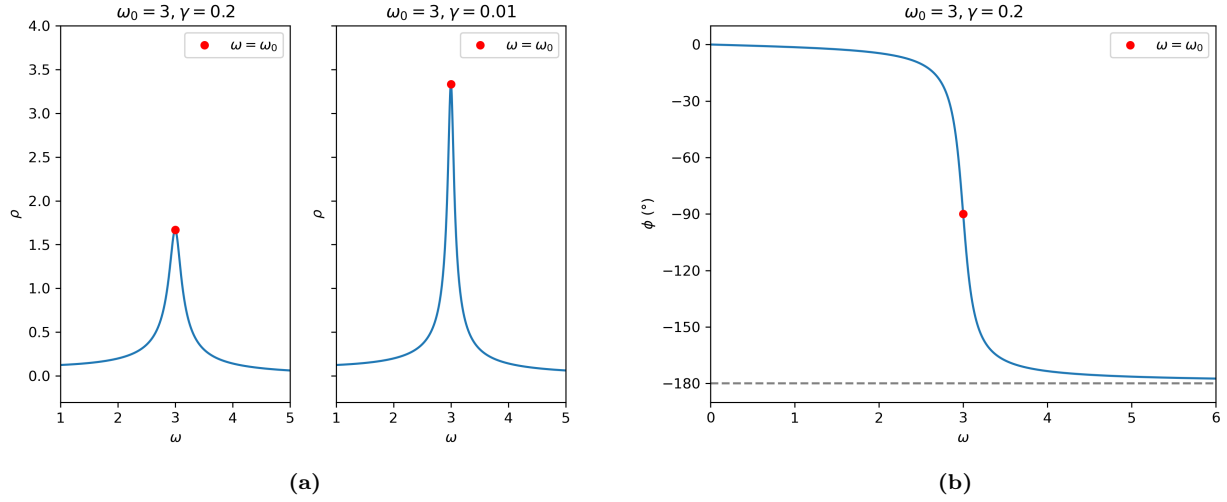 ω₀ = 3, γ = 0.2
4.0
3.5
3.0
2.5
2.0
1.5
1.0
0.5
0.0
ρ
ω = ω₀
1 2 3 4 5
ω
ω₀ = 3, γ = 0.01
ρ
ω = ω₀
1 2 3 4 5
ω
(a)
ω₀ = 3, γ = 0.2
0
−30
−60
−90
−120
−150
−180
ϕ (°)
ω = ω₀
0 1 2 3 4 5 6
ω
(b)